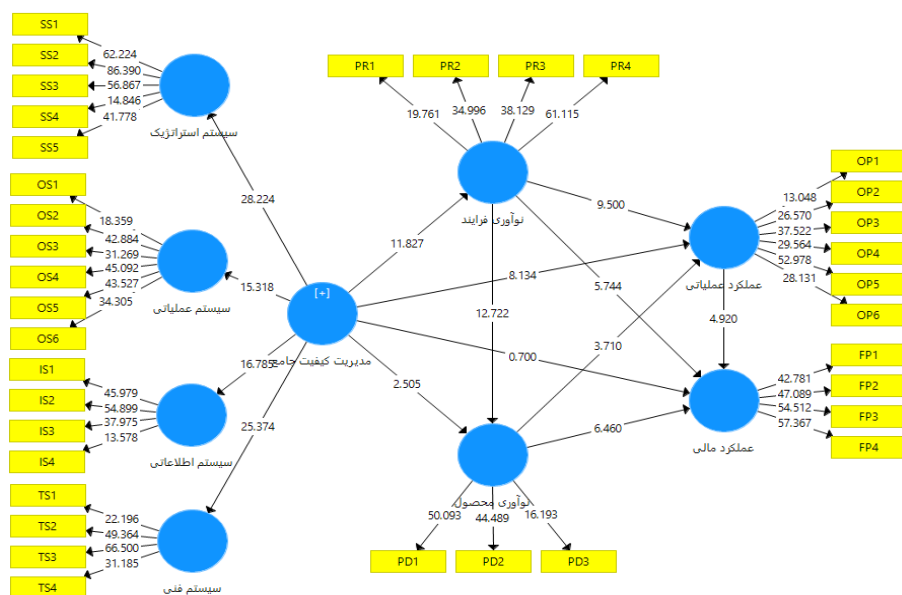 SS1
SS2
SS3
SS4
SS5
62.224
86.390
56.867
14.846
41.778
سیستم استراتژیک
28.224
OS1
OS2
OS3
OS4
OS5
OS6
18.359
42.884
31.269
45.092
43.527
34.305
سیستم عملیاتی
15.318
IS1
IS2
IS3
IS4
45.979
54.899
37.975
13.578
سیستم اطلاعاتی
16.785
TS1
TS2
TS3
TS4
22.196
49.364
66.500
31.185
سیستم فنی
25.374
[+]
مدیریت کیفیت جامع
PR1
PR2
PR3
PR4
19.761
34.996
38.129
61.115
نوآوری فرایند
11.827
8.134
0.700
2.505
12.722
9.500
5.744
3.710
6.460
نوآوری محصول
50.093
44.489
16.193
PD1
PD2
PD3
OP1
OP2
OP3
OP4
OP5
OP6
13.048
26.570
37.522
29.564
52.978
28.131
عملکرد عملیاتی
4.920
FP1
FP2
FP3
FP4
42.781
47.089
54.512
57.367
عملکرد مالی